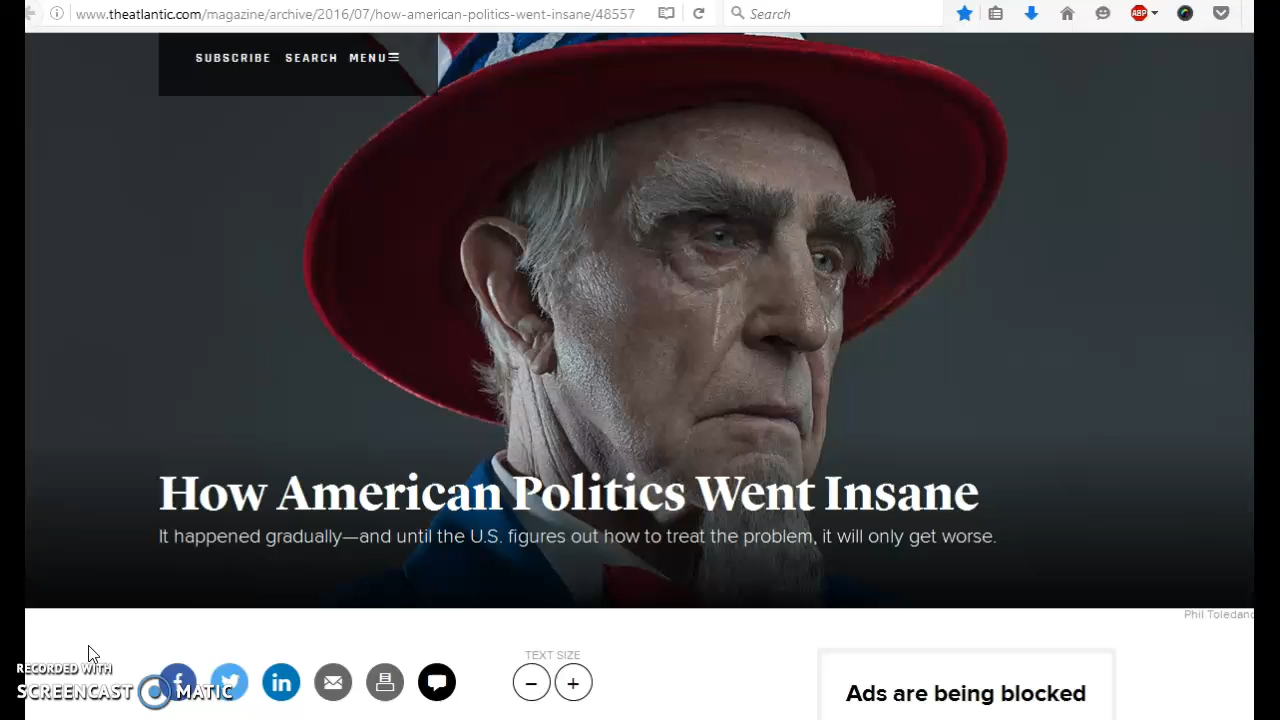 www.theatlantic.com/magazine/archive/2016/07/how-american-politics-went-insane/48557
Search
ABP
SUBSCRIBE SEARCH MENU
How American Politics Went Insane
It happened gradually—and until the U.S. figures out how to treat the problem, it will only get worse.
Phil Toledano
TEXT SIZE
Ads are being blocked
RECORDED WITH
SCREENCAST MATIC